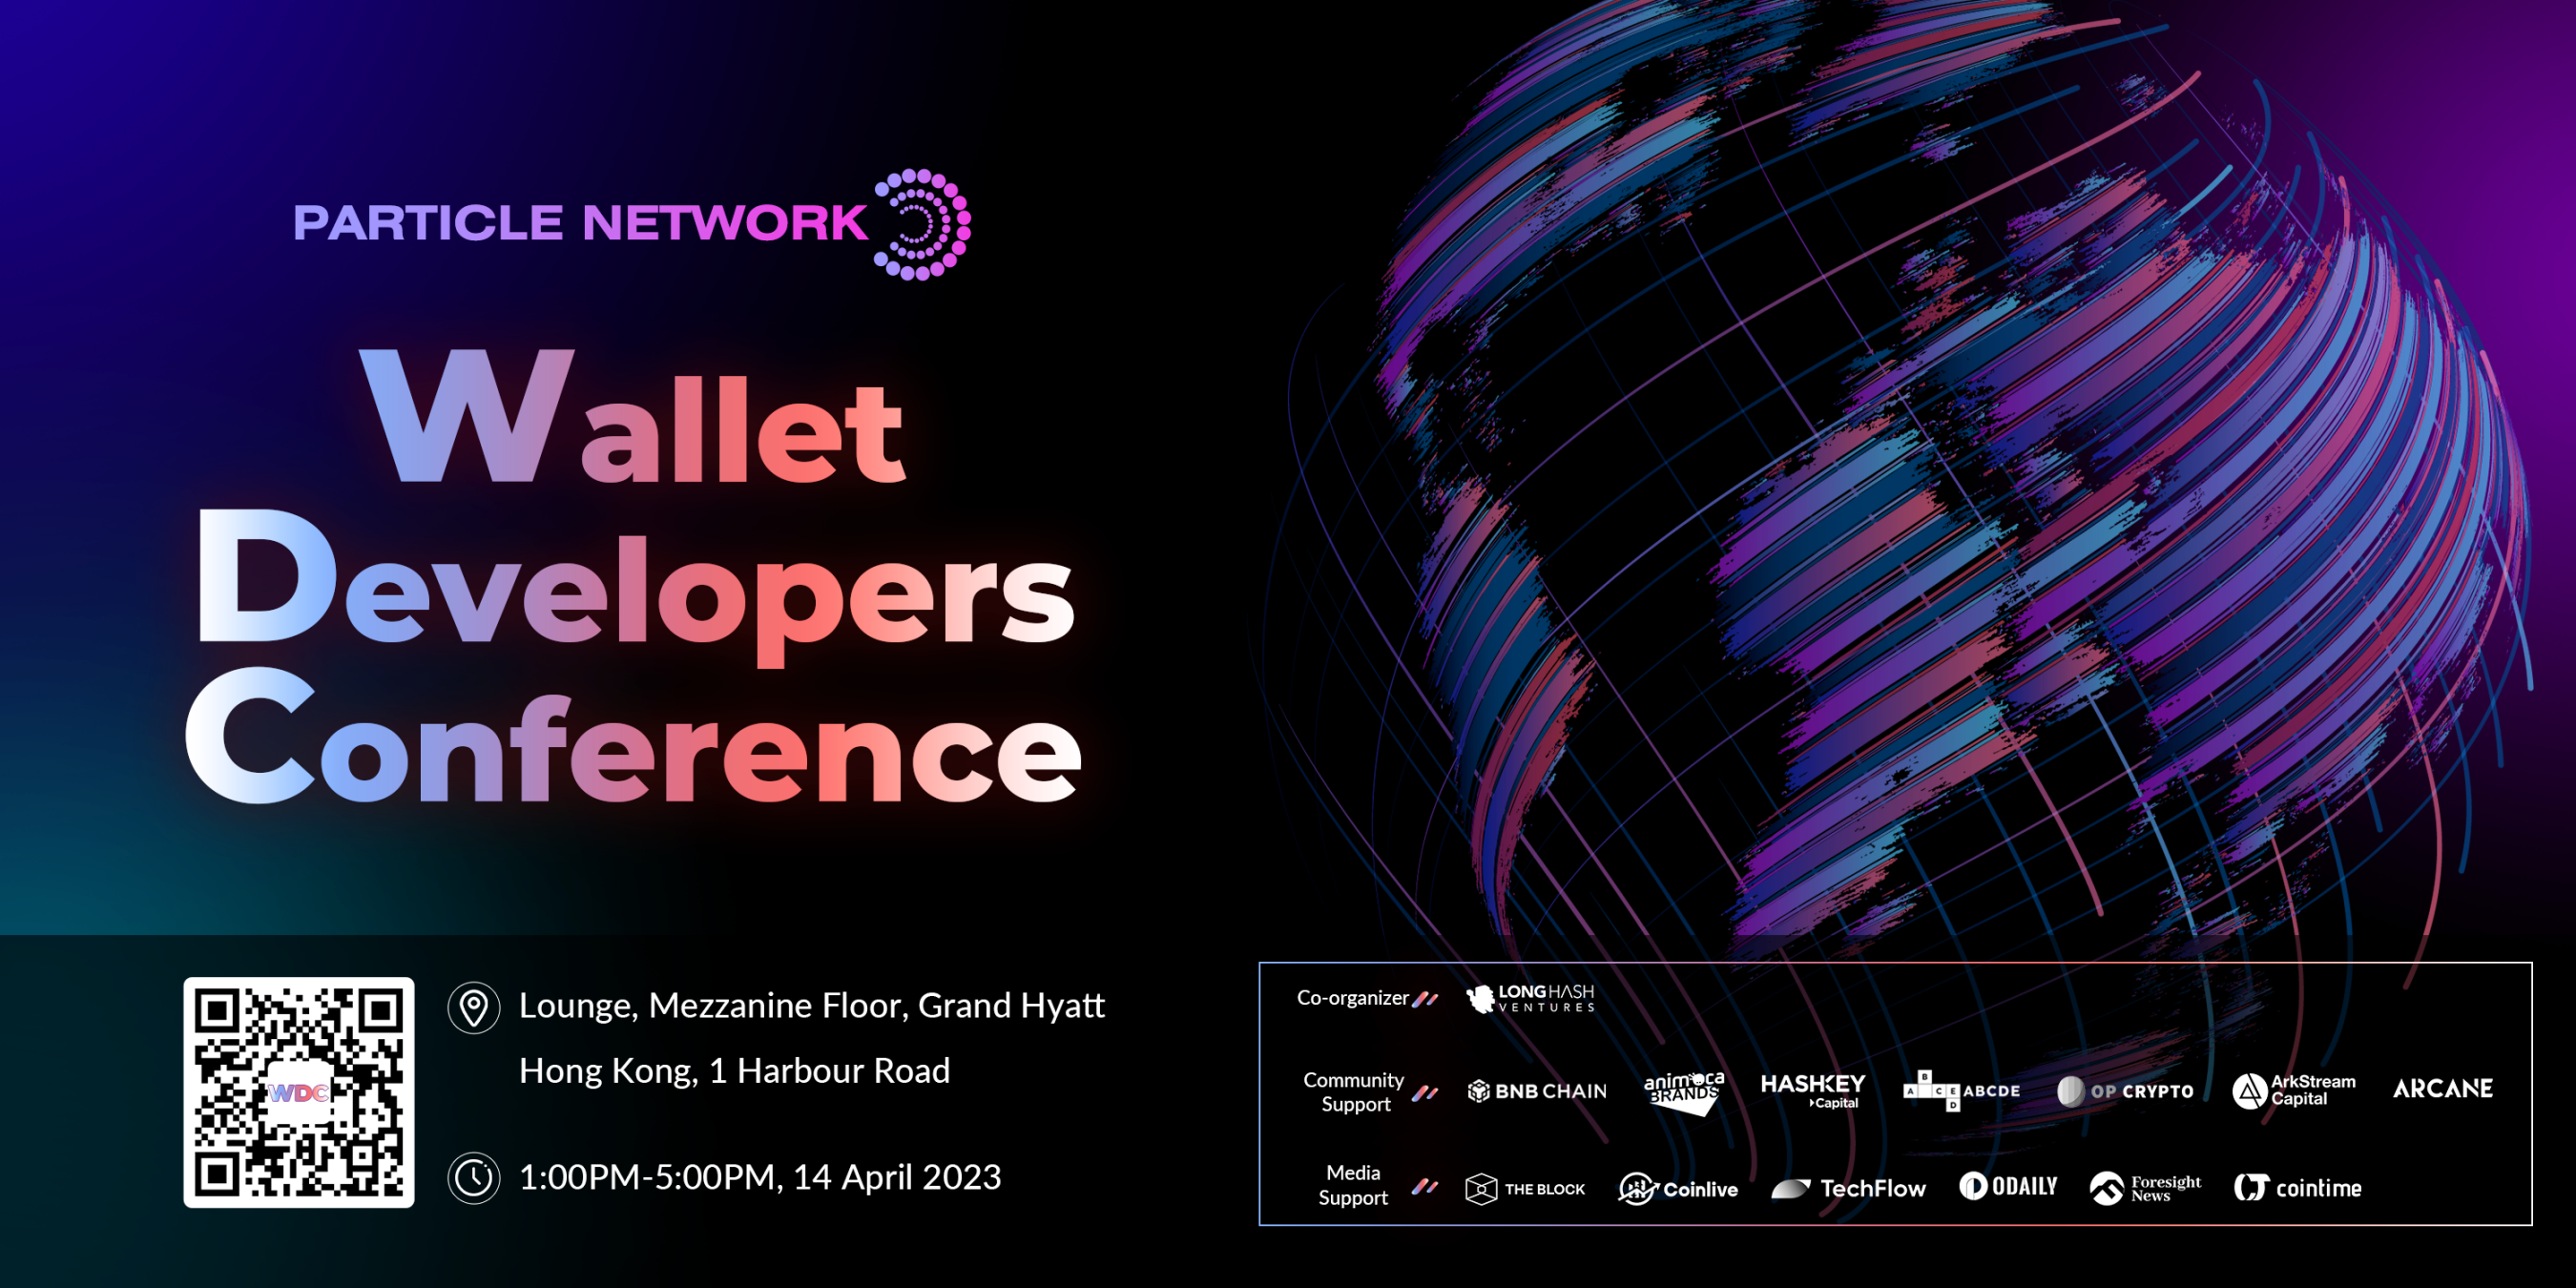 PARTICLE NETWORK
Wallet
Developers
Conference
WDC
Lounge, Mezzanine Floor, Grand Hyatt
Hong Kong, 1 Harbour Road
1:00PM-5:00PM, 14 April 2023
Co-organizer
LONGHASH
VENTURES
Community
Support
BNB CHAIN
animoca
BRANDS
HASHKEY
Capital
B
A C E
D
ABCDE
OP CRYPTO
ArkStream
Capital
ARCANE
Media
Support
THE BLOCK
Coinlive
TechFlow
ODAILY
Foresight
News
cointime